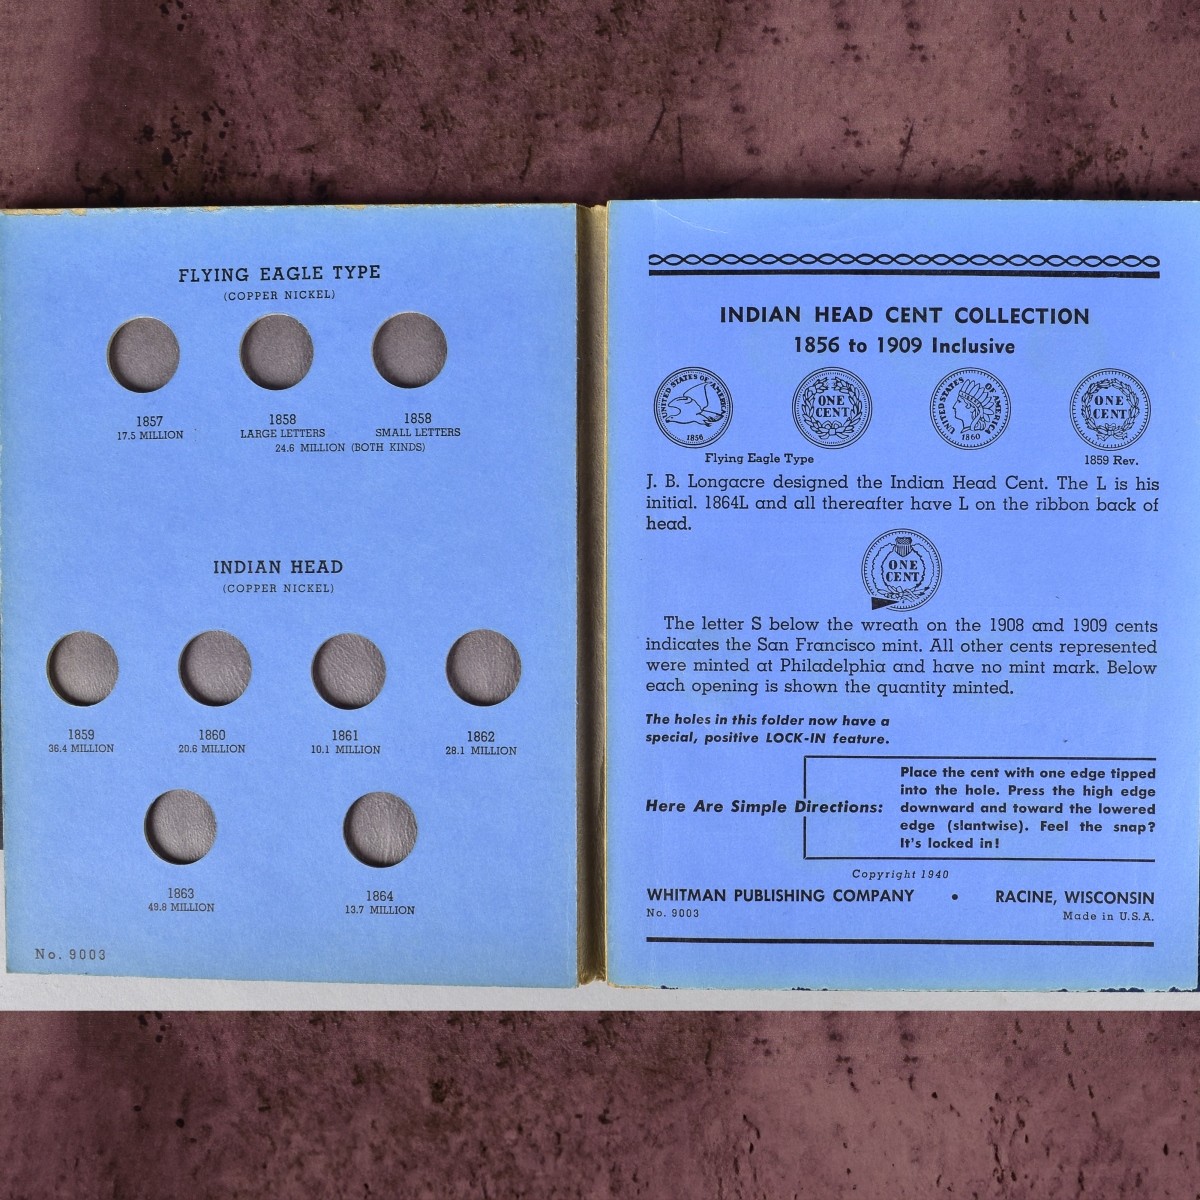 FLYING EAGLE TYPE
(COPPER NICKEL)
1857
17.5 MILLION
1858
LARGE LETTERS
1858
SMALL LETTERS
24.6 MILLION (BOTH KINDS)
INDIAN HEAD
(COPPER NICKEL)
1859
36.4 MILLION
1860
20.6 MILLION
1861
10.1 MILLION
1862
28.1 MILLION
1863
49.8 MILLION
1864
13.7 MILLION
No. 9003
INDIAN HEAD CENT COLLECTION
1856 to 1909 Inclusive
UNITED STATES OF AMERICA
1856
ONE
CENT
UNITED STATES OF AMERICA
1860
ONE
CENT
Flying Eagle Type
1859 Rev.
J. B. Longacre designed the Indian Head Cent. The L is his
initial. 1864L and all thereafter have L on the ribbon back of
head.
ONE
CENT
The letter S below the wreath on the 1908 and 1909 cents
indicates the San Francisco mint. All other cents represented
were minted at Philadelphia and have no mint mark. Below
each opening is shown the quantity minted.
The holes in this folder now have a
special, positive LOCK-IN feature.
Here Are Simple Directions:
Place the cent with one edge tipped
into the hole. Press the high edge
downward and toward the lowered
edge (slantwise). Feel the snap?
It's locked in!
Copyright 1940
WHITMAN PUBLISHING COMPANY • RACINE, WISCONSIN
No. 9003 Made in U.S.A.